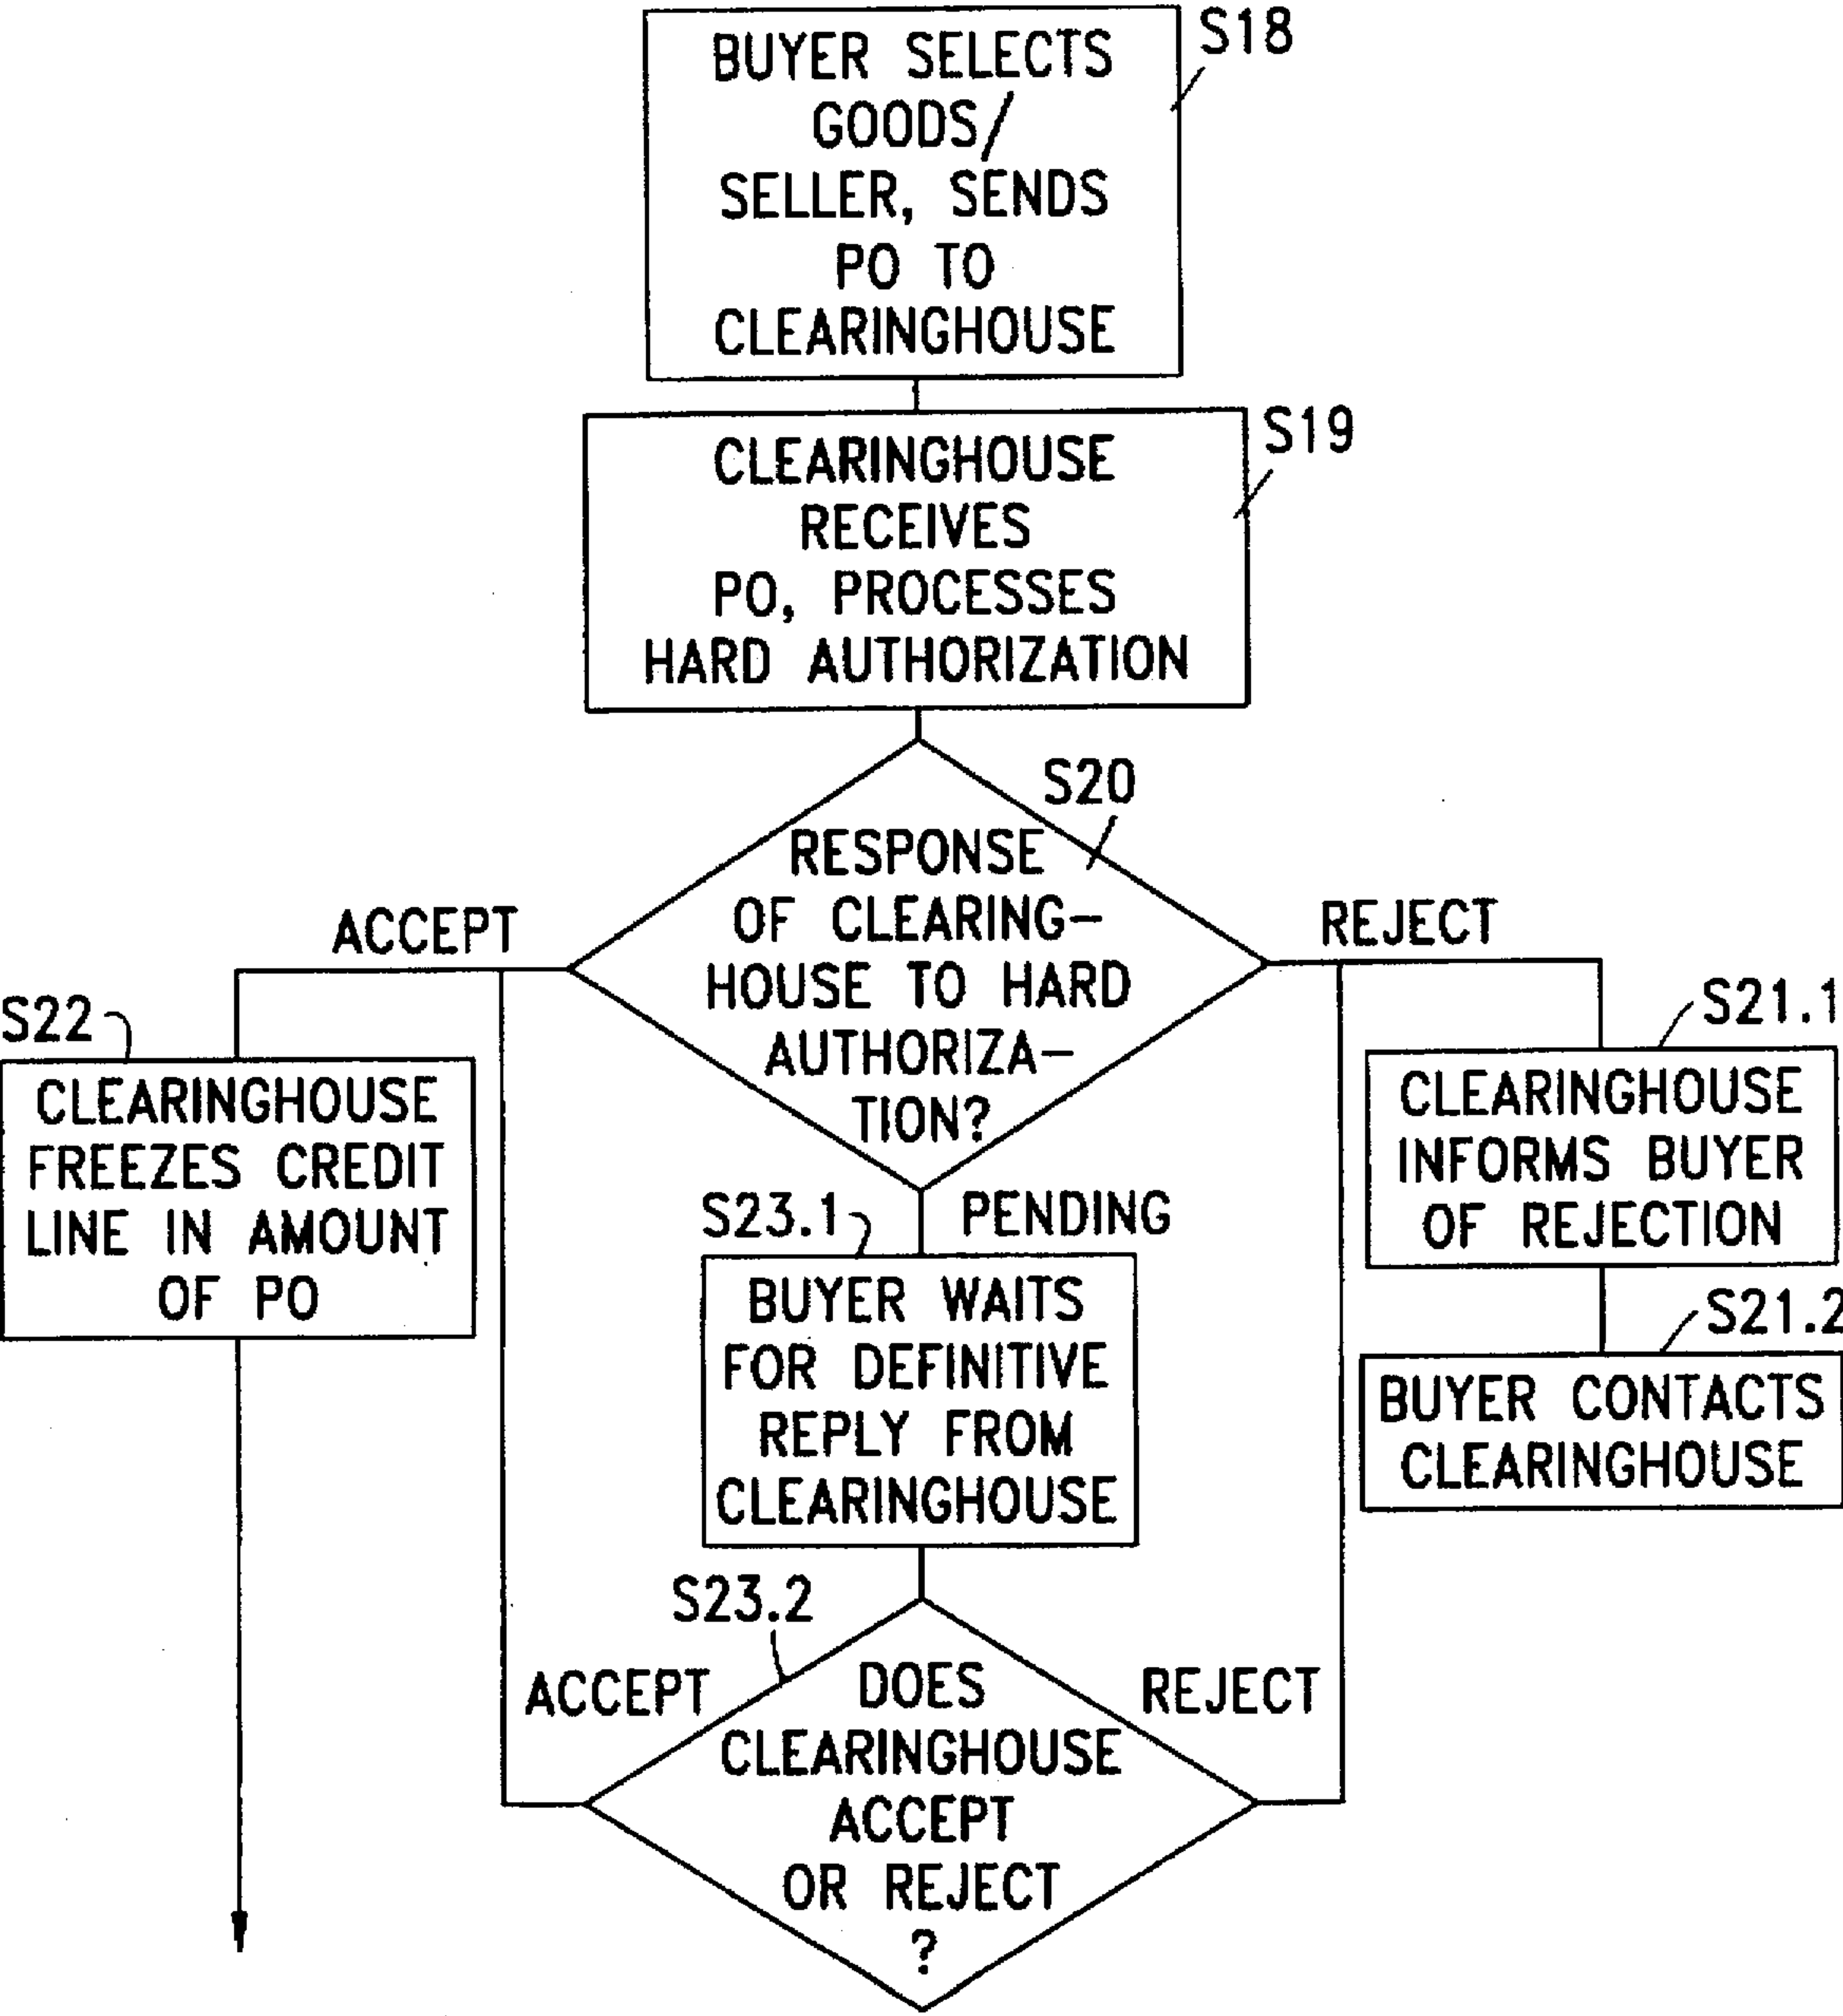 BUYER SELECTS
GOODS/
SELLER, SENDS
PO TO
CLEARINGHOUSE
S18
CLEARINGHOUSE
RECEIVES
PO, PROCESSES
HARD AUTHORIZATION
S19
S20
RESPONSE
OF CLEARING-
HOUSE TO HARD
AUTHORIZA-
TION?
ACCEPT
REJECT
S22
CLEARINGHOUSE
FREEZES CREDIT
LINE IN AMOUNT
OF PO
S21.1
CLEARINGHOUSE
INFORMS BUYER
OF REJECTION
S23.1
PENDING
BUYER WAITS
FOR DEFINITIVE
REPLY FROM
CLEARINGHOUSE
S21.2
BUYER CONTACTS
CLEARINGHOUSE
S23.2
ACCEPT
REJECT
DOES
CLEARINGHOUSE
ACCEPT
OR REJECT
?